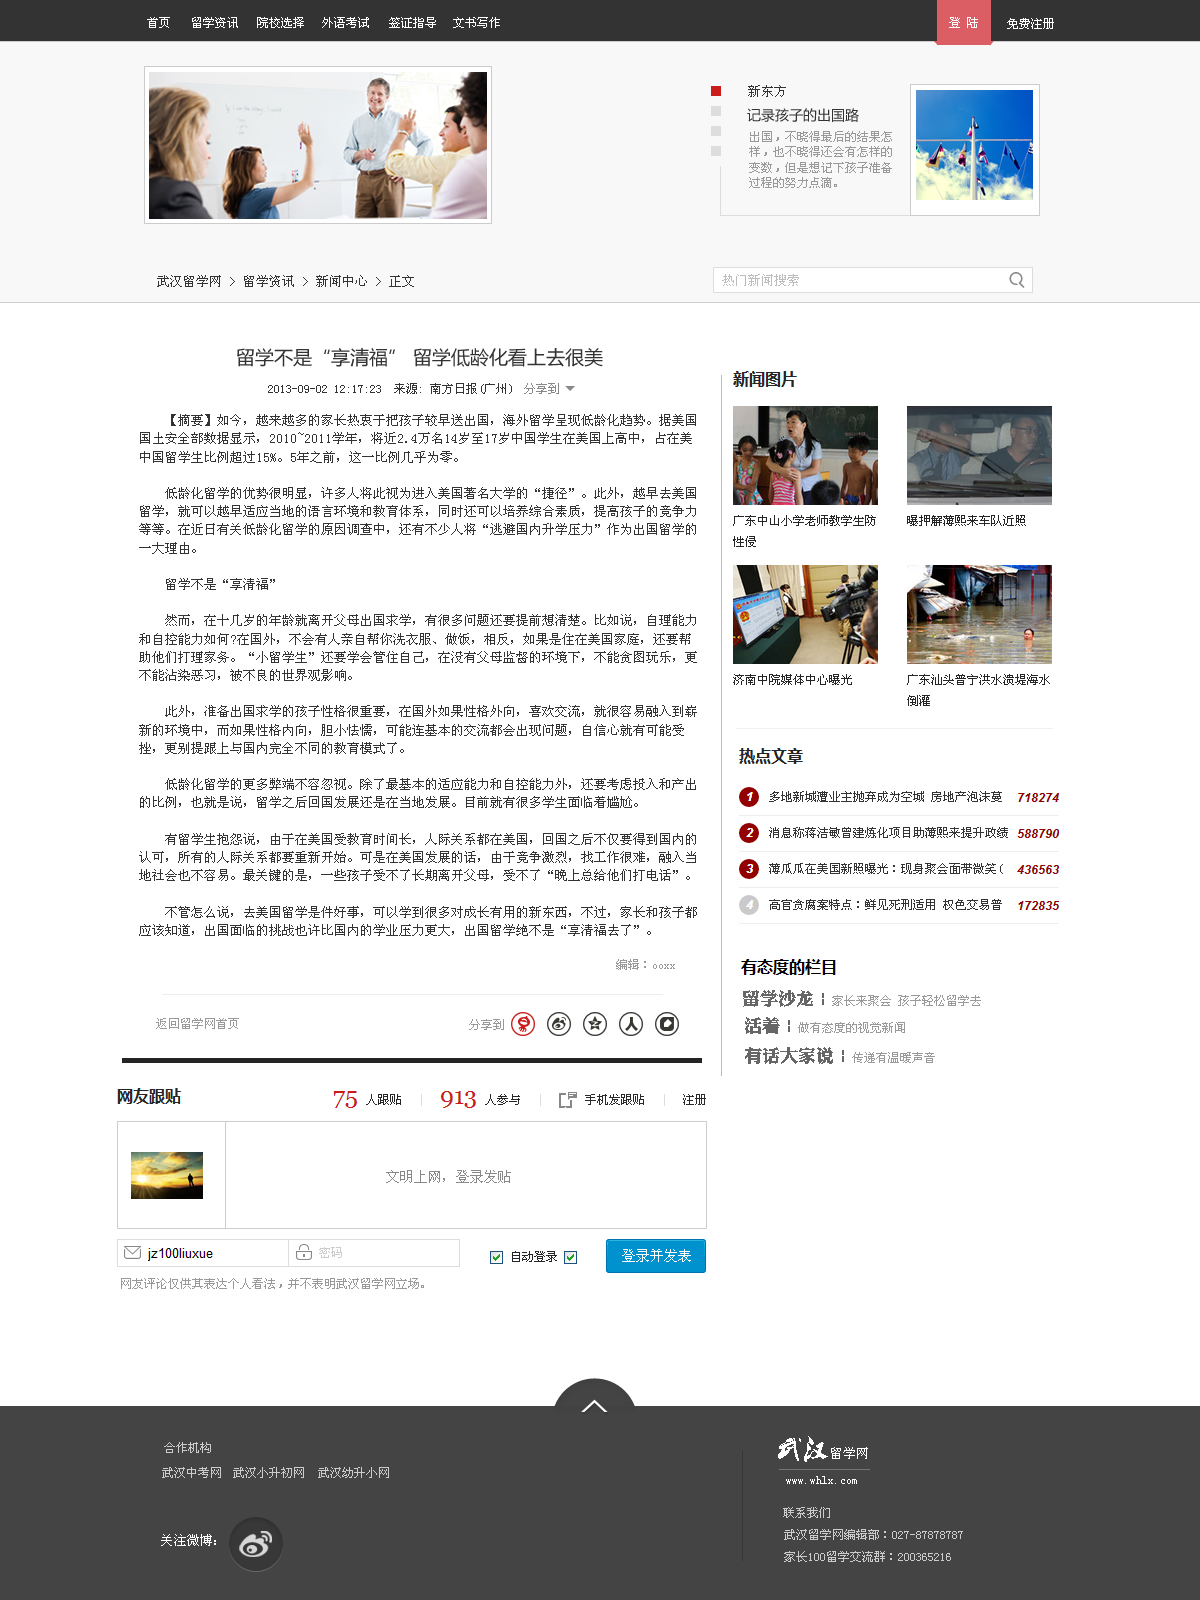 首页 留学资讯 院校选择 外语考试 签证指导 文书写作 登 陆 免费注册
新东方
记录孩子的出国路
出国，不晓得最后的结果怎
样，也不晓得还会有怎样的
变数，但是想记下孩子准备
过程的努力点滴。
武汉留学网 > 留学资讯 > 新闻中心 > 正文
热门新闻搜索
留学不是“享清福” 留学低龄化看上去很美
2013-09-02 12:17:23 来源：南方日报(广州) 分享到
【摘要】如今，越来越多的家长热衷于把孩子较早送出国，海外留学呈现低龄化趋势。据美国
国土安全部数据显示，2010~2011学年，将近2.4万名14岁至17岁中国学生在美国上高中，占在美
中国留学生比例超过15%。5年之前，这一比例几乎为零。
低龄化留学的优势很明显，许多人将此视为进入美国著名大学的“捷径”。此外，越早去美国
留学，就可以越早适应当地的语言环境和教育体系，同时还可以培养综合素质，提高孩子的竞争力
等等。在近日有关低龄化留学的原因调查中，还有不少人将“逃避国内升学压力”作为出国留学的
一大理由。
留学不是“享清福”
然而，在十几岁的年龄就离开父母出国求学，有很多问题还要提前想清楚。比如说，自理能力
和自控能力如何?在国外，不会有人亲自帮你洗衣服、做饭，相反，如果是住在美国家庭，还要帮
助他们打理家务。“小留学生”还要学会管住自己，在没有父母监督的环境下，不能贪图玩乐，更
不能沾染恶习，被不良的世界观影响。
此外，准备出国求学的孩子性格很重要，在国外如果性格外向，喜欢交流，就很容易融入到崭
新的环境中，而如果性格内向，胆小怯懦，可能连基本的交流都会出现问题，自信心就有可能受
挫，更别提跟上与国内完全不同的教育模式了。
低龄化留学的更多弊端不容忽视。除了最基本的适应能力和自控能力外，还要考虑投入和产出
的比例，也就是说，留学之后回国发展还是在当地发展。目前就有很多学生面临着尴尬。
有留学生抱怨说，由于在美国受教育时间长，人际关系都在美国，回国之后不仅要得到国内的
认可，所有的人际关系都要重新开始。可是在美国发展的话，由于竞争激烈，找工作很难，融入当
地社会也不容易。最关键的是，一些孩子受不了长期离开父母，受不了“晚上总给他们打电话”。
不管怎么说，去美国留学是件好事，可以学到很多对成长有用的新东西，不过，家长和孩子都
应该知道，出国面临的挑战也许比国内的学业压力更大，出国留学绝不是“享清福去了”。
编辑：ooxx
返回留学网首页 分享到
新闻图片
广东中山小学老师教学生防
性侵
曝押解薄熙来车队近照
济南中院媒体中心曝光
广东汕头普宁洪水溃堤海水
倒灌
热点文章
1 多地新城遭业主抛弃成为空城 房地产泡沫莫 718274
2 消息称蒋洁敏曾建炼化项目助薄熙来提升政绩 588790
3 薄瓜瓜在美国新照曝光：现身聚会面带微笑( 436563
4 高官贪腐案特点：鲜见死刑适用 权色交易普 172835
有态度的栏目
留学沙龙 | 家长来聚会 孩子轻松留学去
活着 | 做有态度的视觉新闻
有话大家说 | 传递有温暖声音
网友跟贴 75 人跟贴 913 人参与 手机发跟贴 注册
文明上网，登录发贴
jz100liuxue 密码 自动登录 登录并发表
网友评论仅供其表达个人看法，并不表明武汉留学网立场。
合作机构
武汉中考网 武汉小升初网 武汉幼升小网
关注微博：
武汉留学网
www.whlx.com
联系我们
武汉留学网编辑部：027-87878787
家长100留学交流群：200365216